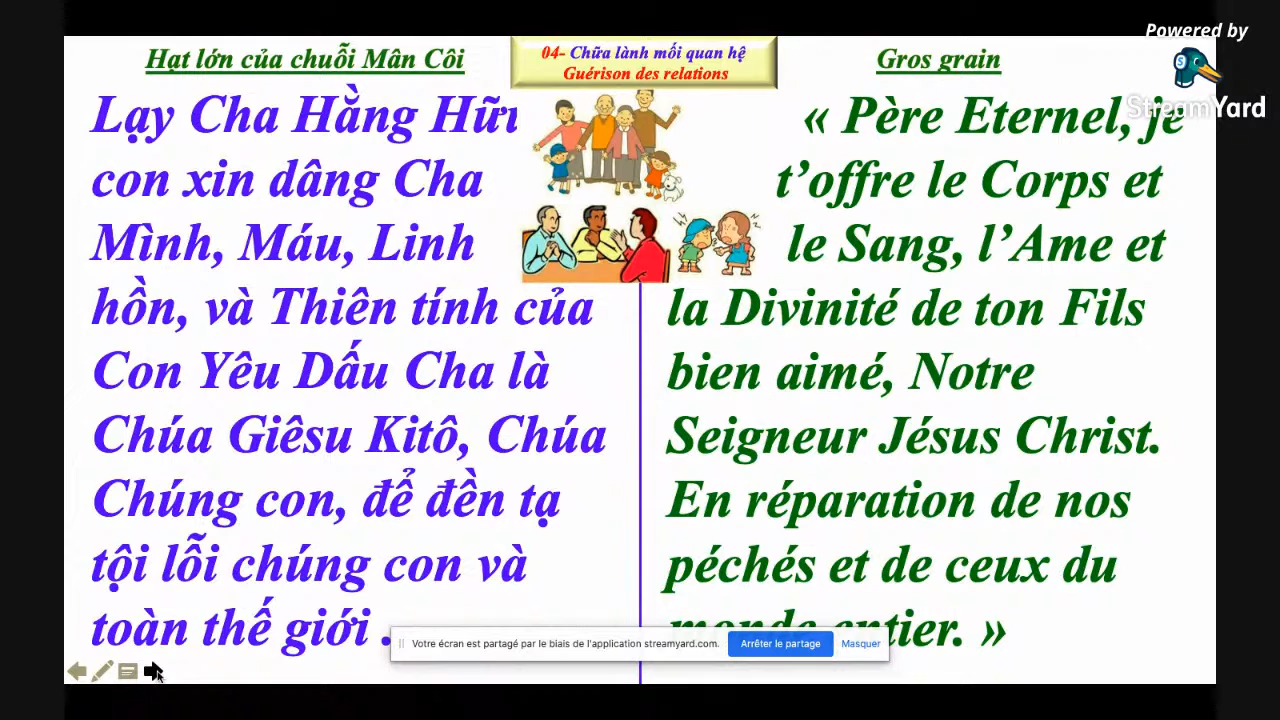 Powered by
StreamYard
Hạt lớn của chuỗi Mân Côi
04- Chữa lành mối quan hệ
Guérison des relations
Gros grain
Lạy Cha Hằng Hữu
con xin dâng Cha
Mình, Máu, Linh
hồn, và Thiên tính của
Con Yêu Dấu Cha là
Chúa Giêsu Kitô, Chúa
Chúng con, để đền tạ
tội lỗi chúng con và
toàn thế giới .
« Père Eternel, je
t’offre le Corps et
le Sang, l’Ame et
la Divinité de ton Fils
bien aimé, Notre
Seigneur Jésus Christ.
En réparation de nos
péchés et de ceux du
monde entier. »
Votre écran est partagé par le biais de l'application streamyard.com.
Arrêter le partage
Masquer